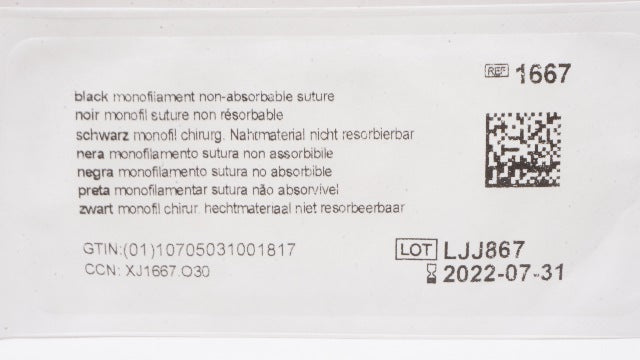 REF 1667
black monofilament non-absorbable suture
noir monofil suture non résorbable
schwarz monofil chirurg. Nahtmaterial nicht resorbierbar
nera monofilamento sutura non assorbibile
negra monofilamento sutura no absorbible
preta monofilamentar sutura não absorvivel
zwart monofil chirur. hechtmateriaal niet resorbeerbaar
GTIN:(01)10705031001817
CCN: XJ1667.O30
LOT LJJ867
2022-07-31